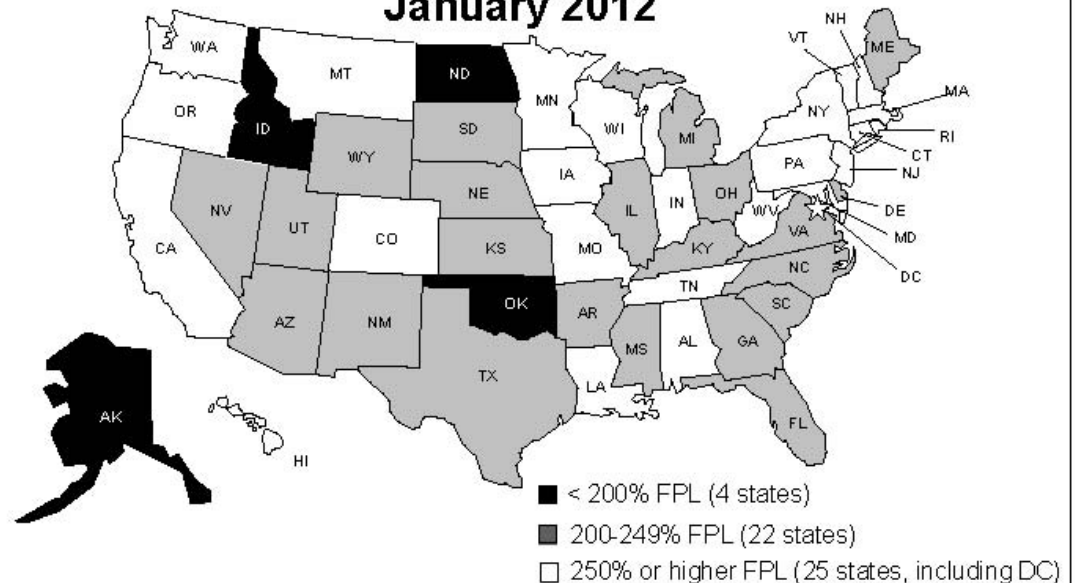 January 2012
NH
VT
ME
WA
MT
ND
MN
MA
OR
ID
SD
WI
NY
MI
RI
WY
CT
IA
PA
NJ
NE
NV
UT
IL
IN
OH
WV
DE
CO
KS
MO
KY
VA
MD
CA
NC
DC
TN
OK
AZ
NM
AR
SC
MS
AL
GA
TX
LA
AK
FL
HI
< 200% FPL (4 states)
200-249% FPL (22 states)
250% or higher FPL (25 states, including DC)